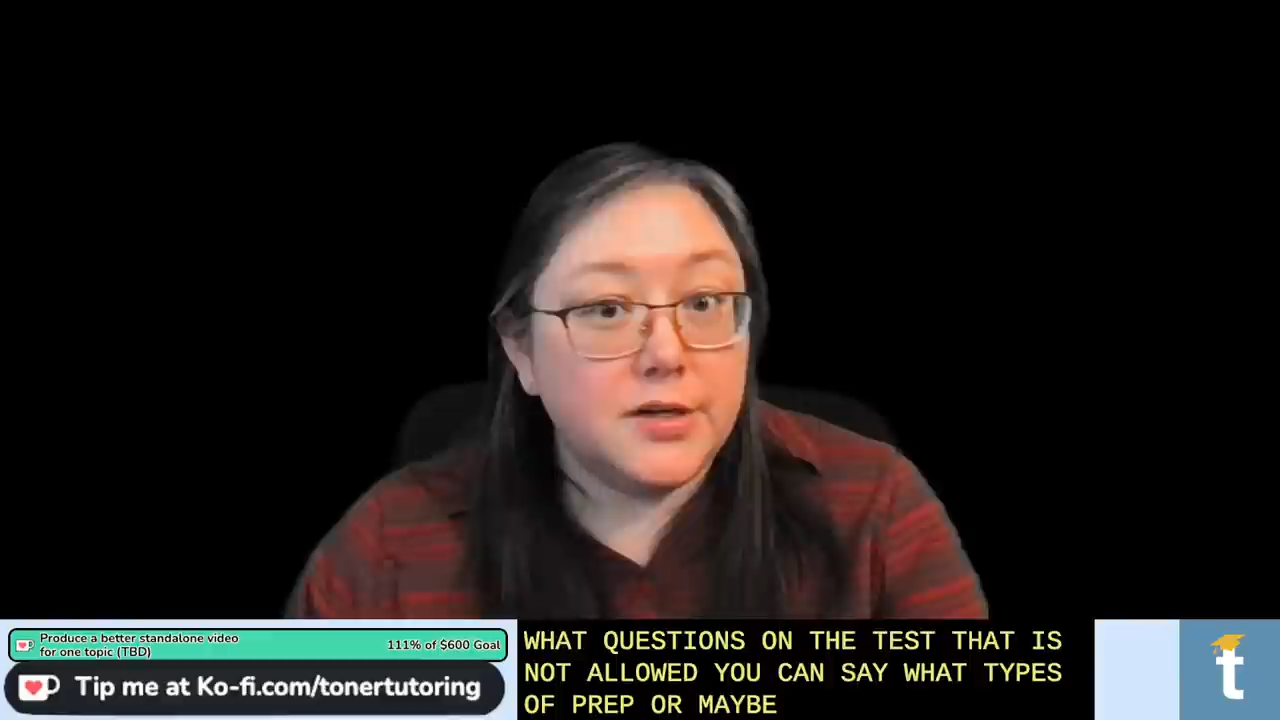 Produce a better standalone video
for one topic (TBD)
111% of $600 Goal
Tip me at Ko-fi.com/tonertutoring
WHAT QUESTIONS ON THE TEST THAT IS
NOT ALLOWED YOU CAN SAY WHAT TYPES
OF PREP OR MAYBE
t